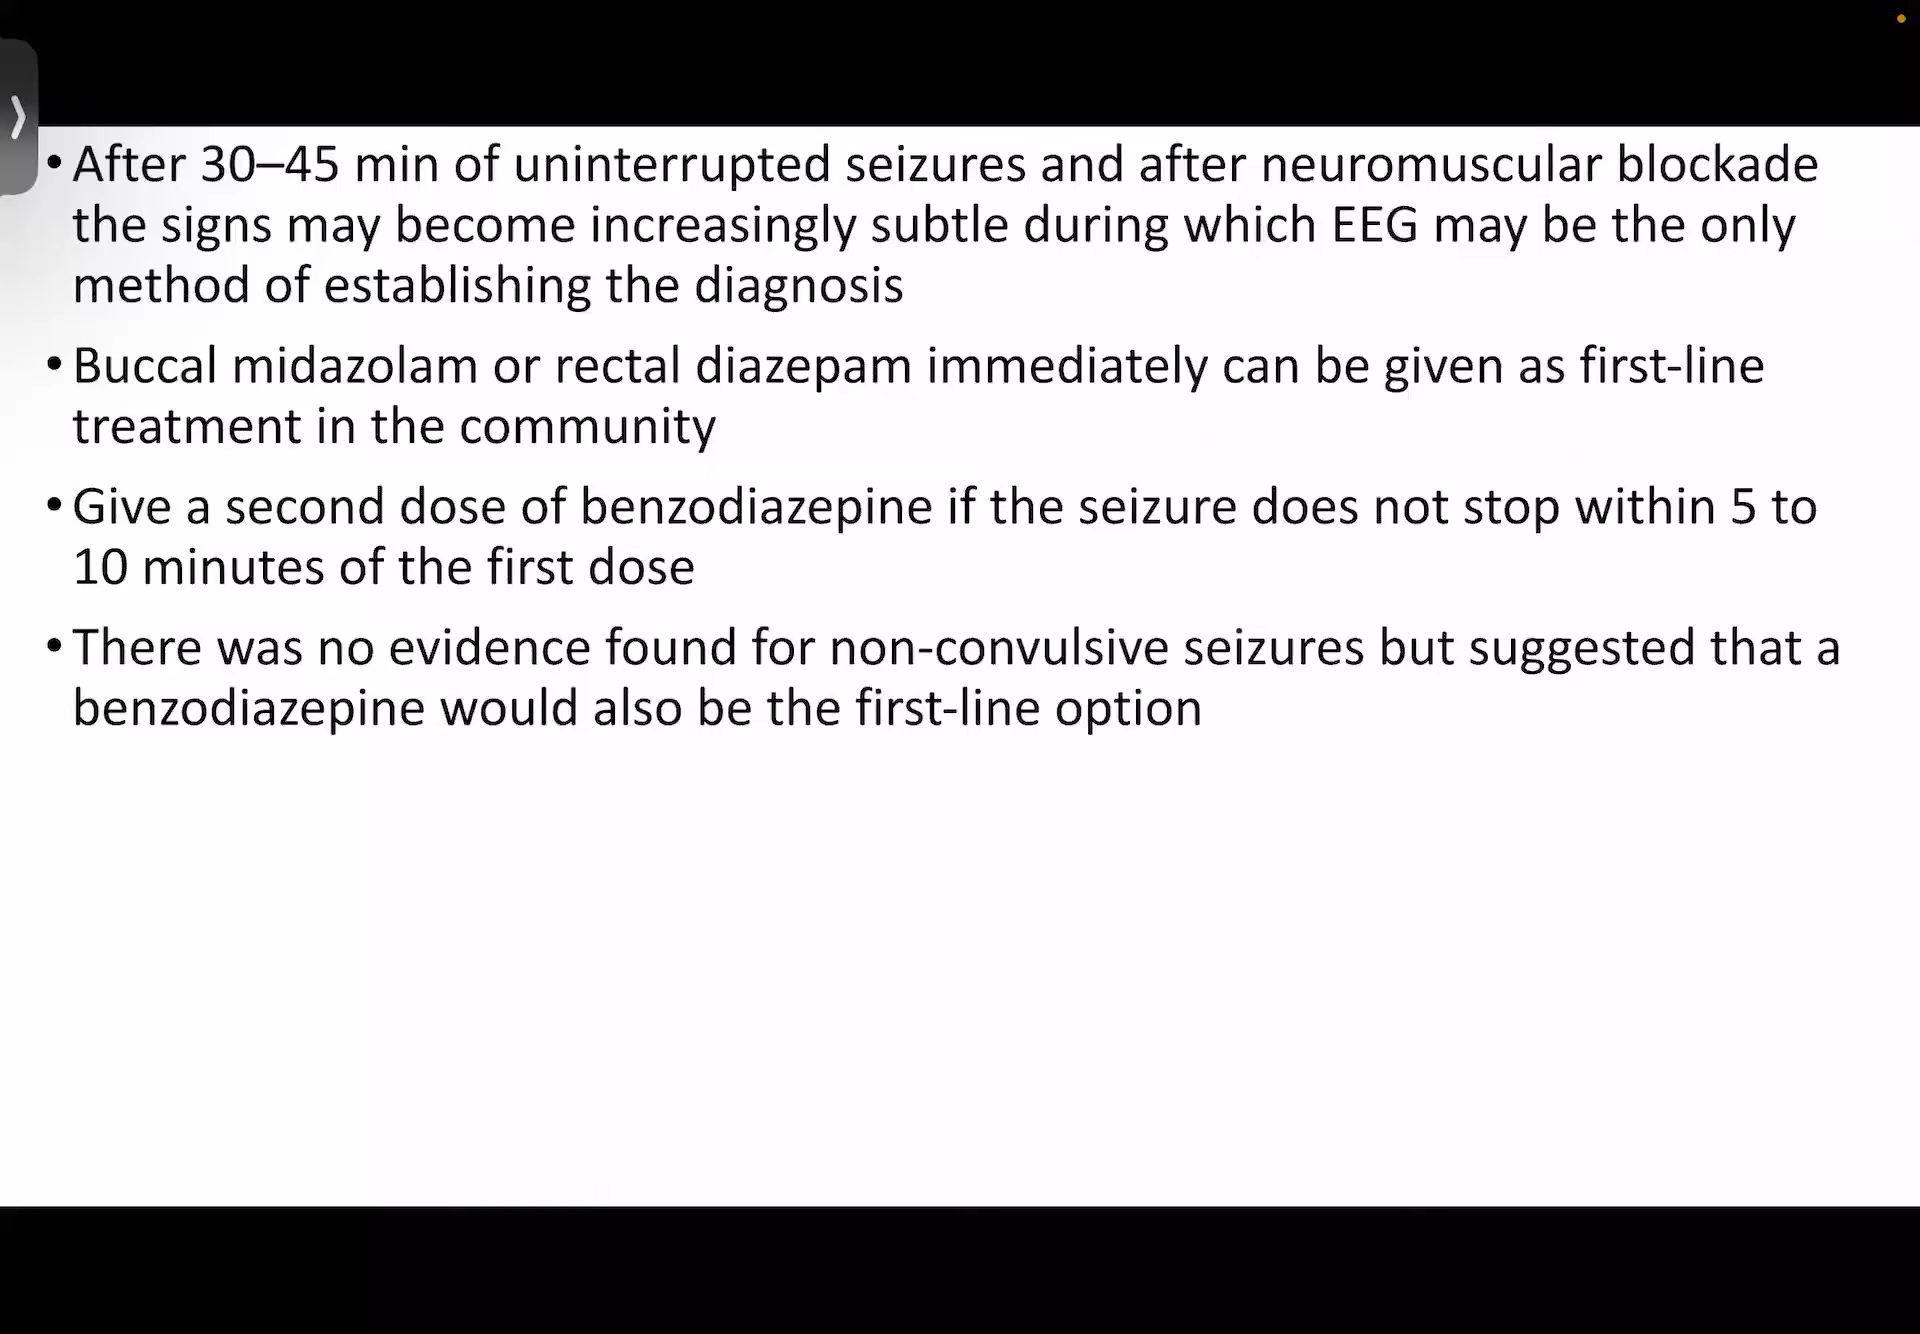 • After 30–45 min of uninterrupted seizures and after neuromuscular blockade
the signs may become increasingly subtle during which EEG may be the only
method of establishing the diagnosis
• Buccal midazolam or rectal diazepam immediately can be given as first-line
treatment in the community
• Give a second dose of benzodiazepine if the seizure does not stop within 5 to
10 minutes of the first dose
• There was no evidence found for non-convulsive seizures but suggested that a
benzodiazepine would also be the first-line option